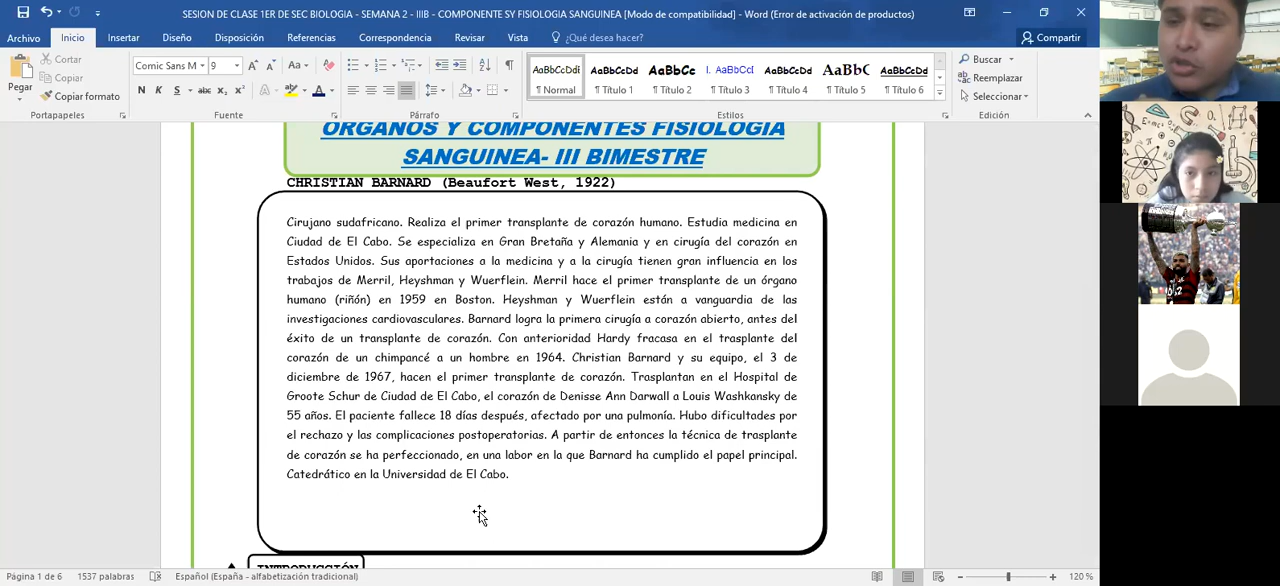 SESION DE CLASE 1ER DE SEC BIOLOGIA - SEMANA 2 - IIIB - COMPONENTE SY FISIOLOGIA SANGUINEA [Modo de compatibilidad] - Word (Error de activación de productos)
Archivo Inicio Insertar Diseño Disposición Referencias Correspondencia Revisar Vista ¿Qué desea hacer? Compartir
Pegar
Cortar
Copiar
Copiar formato
Portapapeles
Comic Sans M 9
N K S abc x₂ x²
Fuente
Párrafo
AaBbCcDdE AaBbCcDd AaBbCc I. AaBbCcI AaBbCcDd AaBbC AaBbCcDd
¶ Normal ¶ Título 1 ¶ Título 2 ¶ Título 3 ¶ Título 4 ¶ Título 5 ¶ Título 6
Estilos
Buscar
Reemplazar
Seleccionar
Edición
ÓRGANOS Y COMPONENTES FISIOLOGIA
SANGUINEA- III BIMESTRE
CHRISTIAN BARNARD (Beaufort West, 1922)
Cirujano sudafricano. Realiza el primer transplante de corazón humano. Estudia medicina en
Ciudad de El Cabo. Se especializa en Gran Bretaña y Alemania y en cirugía del corazón en
Estados Unidos. Sus aportaciones a la medicina y a la cirugía tienen gran influencia en los
trabajos de Merril, Heyshman y Wuerflein. Merril hace el primer transplante de un órgano
humano (riñón) en 1959 en Boston. Heyshman y Wuerflein están a vanguardia de las
investigaciones cardiovasculares. Barnard logra la primera cirugía a corazón abierto, antes del
éxito de un transplante de corazón. Con anterioridad Hardy fracasa en el trasplante del
corazón de un chimpancé a un hombre en 1964. Christian Barnard y su equipo, el 3 de
diciembre de 1967, hacen el primer transplante de corazón. Trasplantan en el Hospital de
Groote Schur de Ciudad de El Cabo, el corazón de Denisse Ann Darwall a Louis Washkansky de
55 años. El paciente fallece 18 días después, afectado por una pulmonía. Hubo dificultades por
el rechazo y las complicaciones postoperatorias. A partir de entonces la técnica de trasplante
de corazón se ha perfeccionado, en una labor en la que Barnard ha cumplido el papel principal.
Catedrático en la Universidad de El Cabo.
INTRODUCCIÓN
Página 1 de 6 1537 palabras Español (España - alfabetización tradicional) 120 %